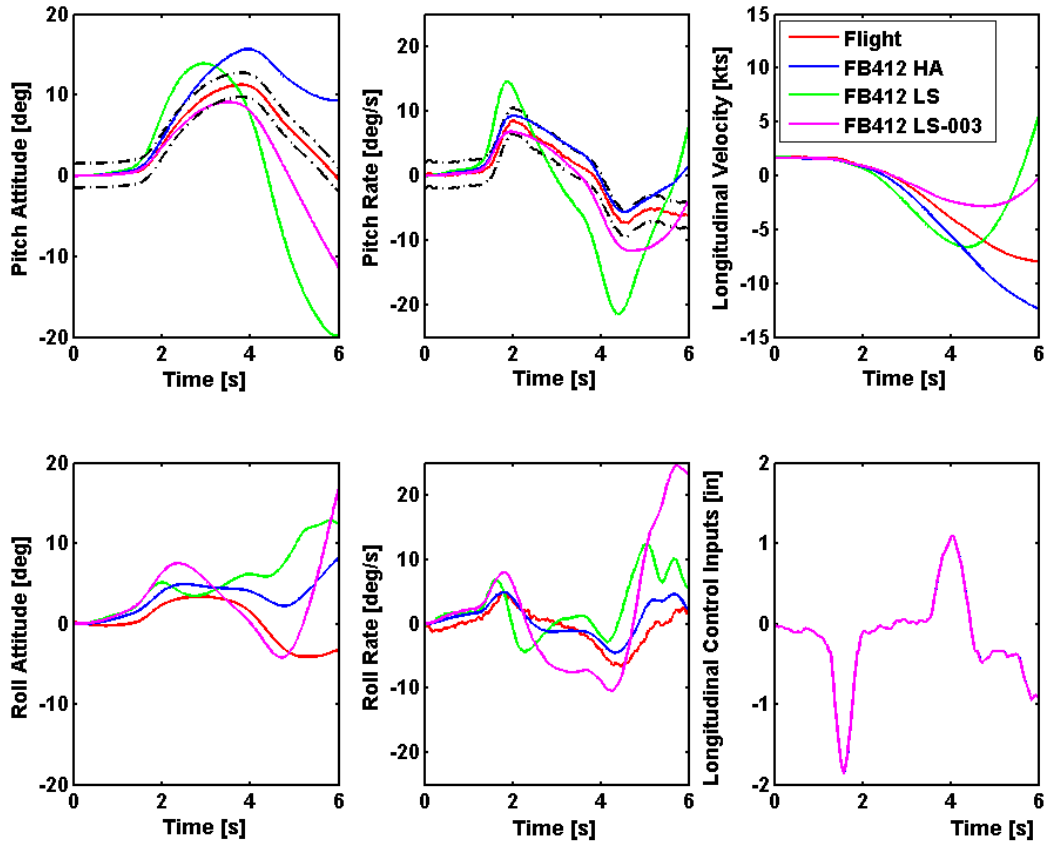 20
10
0
-10
-20
0 2 4 6
Time [s]
Pitch Attitude [deg]
20
10
0
-10
-20
0 2 4 6
Time [s]
Pitch Rate [deg/s]
15
10
5
0
-5
-10
-15
0 2 4 6
Time [s]
Longitudinal Velocity [kts]
Flight
FB412 HA
FB412 LS
FB412 LS-003
20
10
0
-10
-20
0 2 4 6
Time [s]
Roll Attitude [deg]
20
10
0
-10
-20
0 2 4 6
Time [s]
Roll Rate [deg/s]
2
1
0
-1
-2
0 2 4 6
Time [s]
Longitudinal Control Inputs [in]